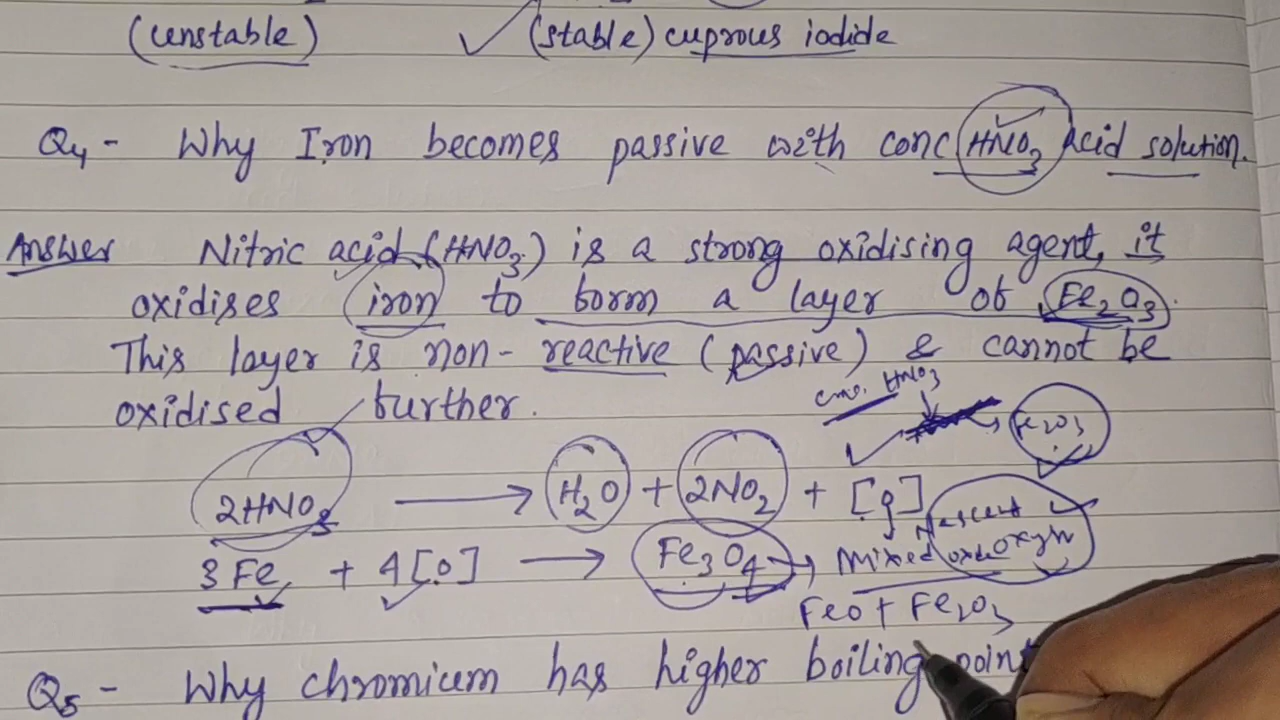 (unstable) (stable) cuprous iodide
Q4 - Why Iron becomes passive with conc HNO3 Acid solution.
Answer Nitric acid (HNO3) is a strong oxidising agent, it
oxidises iron to form a layer of Fe2O3.
This layer is non-reactive (passive) & cannot be
oxidised further.
conc. HNO3
Fe2O3
2HNO3 → H2O + 2NO2 + [O]
Nascent oxygen
3Fe + 4[O] → Fe3O4 → Mixed oxide
FeO + Fe2O3
Q5 - Why chromium has higher boiling point